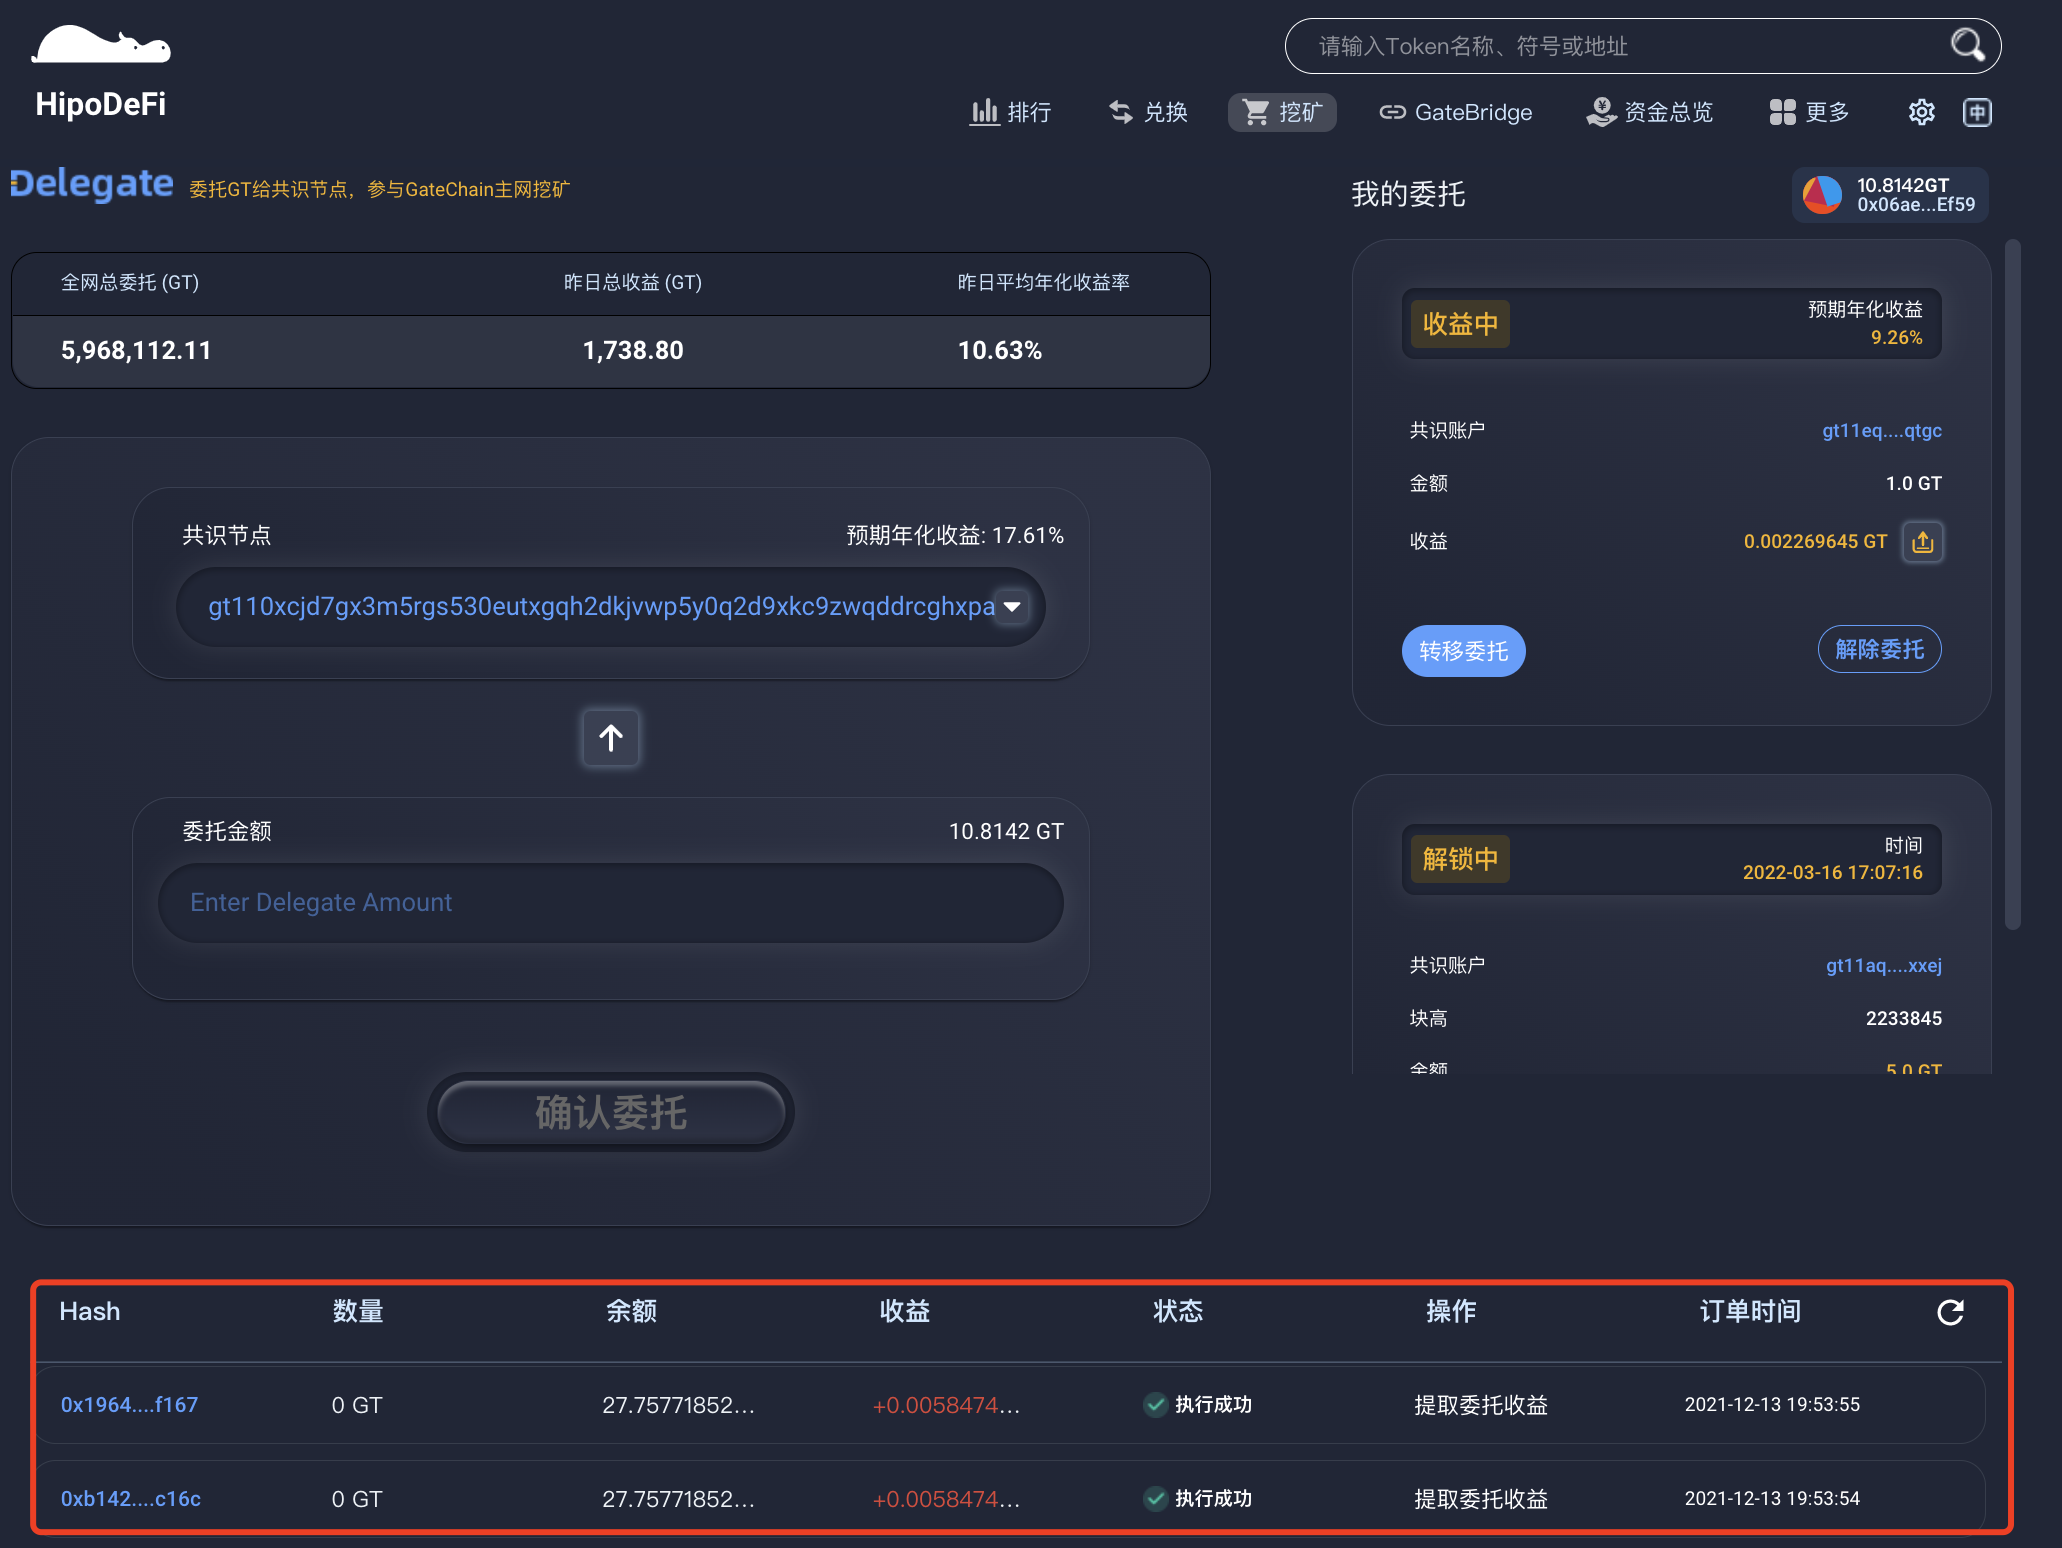 HipoDeFi
请输入Token名称、符号或地址
排行
兑换
挖矿
GateBridge
资金总览
更多
中
Delegate
委托GT给共识节点，参与GateChain主网挖矿
全网总委托 (GT)
昨日总收益 (GT)
昨日平均年化收益率
5,968,112.11
1,738.80
10.63%
共识节点
预期年化收益: 17.61%
gt110xcjd7gx3m5rgs530eutxgqh2dkjvwp5y0q2d9xkc9zwqddrcghxpa
委托金额
10.8142 GT
Enter Delegate Amount
确认委托
我的委托
10.8142GT
0x06ae...Ef59
收益中
预期年化收益
9.26%
共识账户
gt11eq....qtgc
金额
1.0 GT
收益
0.002269645 GT
转移委托
解除委托
解锁中
时间
2022-03-16 17:07:16
共识账户
gt11aq....xxej
块高
2233845
金额
5.0 GT
Hash
数量
余额
收益
状态
操作
订单时间
0x1964....f167
0 GT
27.75771852...
+0.0058474...
执行成功
提取委托收益
2021-12-13 19:53:55
0xb142....c16c
0 GT
27.75771852...
+0.0058474...
执行成功
提取委托收益
2021-12-13 19:53:54